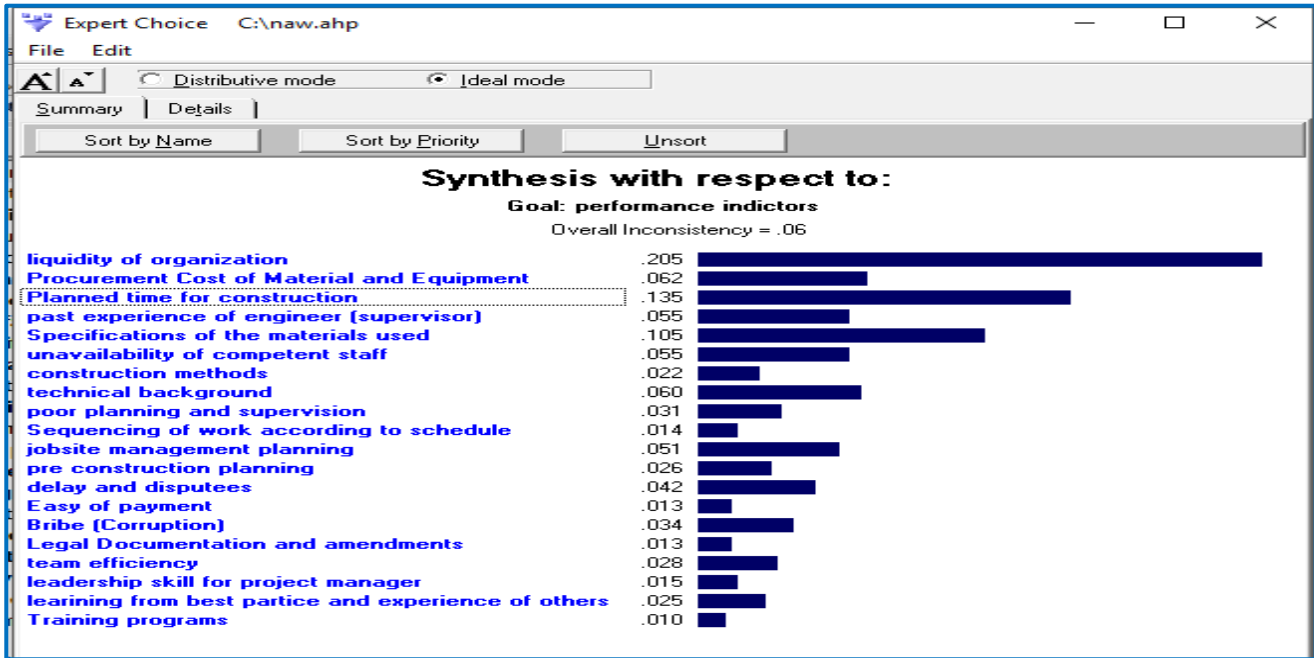 Expert Choice C:\naw.ahp
File Edit
A A Distributive mode Ideal mode
Summary Details
Sort by Name Sort by Priority Unsort
Synthesis with respect to:
Goal: performance indictors
Overall Inconsistency = .06
liquidity of organization .205
Procurement Cost of Material and Equipment .062
Planned time for construction .135
past experience of engineer (supervisor) .055
Specifications of the materials used .105
unavailability of competent staff .055
construction methods .022
technical background .060
poor planning and supervision .031
Sequencing of work according to schedule .014
jobsite management planning .051
pre construction planning .026
delay and disputees .042
Easy of payment .013
Bribe (Corruption) .034
Legal Documentation and amendments .013
team efficiency .028
leadership skill for project manager .015
learining from best partice and experience of others .025
Training programs .010